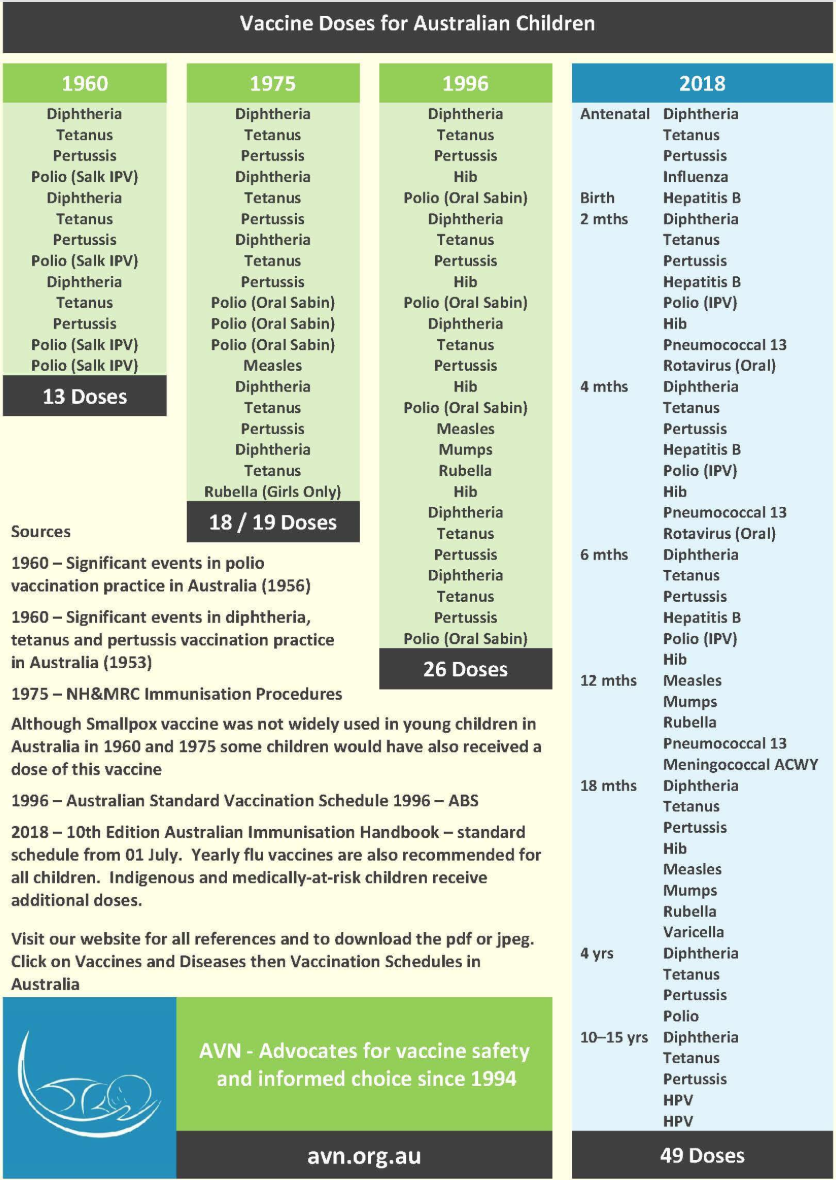 Vaccine Doses for Australian Children
1960
Diphtheria
Tetanus
Pertussis
Polio (Salk IPV)
Diphtheria
Tetanus
Pertussis
Polio (Salk IPV)
Diphtheria
Tetanus
Pertussis
Polio (Salk IPV)
Polio (Salk IPV)
13 Doses
1975
Diphtheria
Tetanus
Pertussis
Diphtheria
Tetanus
Pertussis
Diphtheria
Tetanus
Pertussis
Polio (Oral Sabin)
Polio (Oral Sabin)
Polio (Oral Sabin)
Measles
Diphtheria
Tetanus
Pertussis
Diphtheria
Tetanus
Rubella (Girls Only)
18 / 19 Doses
1996
Diphtheria
Tetanus
Pertussis
Hib
Polio (Oral Sabin)
Diphtheria
Tetanus
Pertussis
Hib
Polio (Oral Sabin)
Diphtheria
Tetanus
Pertussis
Hib
Polio (Oral Sabin)
Measles
Mumps
Rubella
Hib
Diphtheria
Tetanus
Pertussis
Diphtheria
Tetanus
Pertussis
Polio (Oral Sabin)
26 Doses
2018
Antenatal Diphtheria
Tetanus
Pertussis
Influenza
Birth Hepatitis B
2 mths Diphtheria
Tetanus
Pertussis
Hepatitis B
Polio (IPV)
Hib
Pneumococcal 13
Rotavirus (Oral)
4 mths Diphtheria
Tetanus
Pertussis
Hepatitis B
Polio (IPV)
Hib
Pneumococcal 13
Rotavirus (Oral)
6 mths Diphtheria
Tetanus
Pertussis
Hepatitis B
Polio (IPV)
Hib
12 mths Measles
Mumps
Rubella
Pneumococcal 13
Meningococcal ACWY
18 mths Diphtheria
Tetanus
Pertussis
Hib
Measles
Mumps
Rubella
Varicella
4 yrs Diphtheria
Tetanus
Pertussis
Polio
10–15 yrs Diphtheria
Tetanus
Pertussis
HPV
HPV
49 Doses
Sources
1960 – Significant events in polio
vaccination practice in Australia (1956)
1960 – Significant events in diphtheria,
tetanus and pertussis vaccination practice
in Australia (1953)
1975 – NH&MRC Immunisation Procedures
Although Smallpox vaccine was not widely used in young children in
Australia in 1960 and 1975 some children would have also received a
dose of this vaccine
1996 – Australian Standard Vaccination Schedule 1996 – ABS
2018 – 10th Edition Australian Immunisation Handbook – standard
schedule from 01 July. Yearly flu vaccines are also recommended for
all children. Indigenous and medically-at-risk children receive
additional doses.
Visit our website for all references and to download the pdf or jpeg.
Click on Vaccines and Diseases then Vaccination Schedules in
Australia
AVN - Advocates for vaccine safety
and informed choice since 1994
avn.org.au